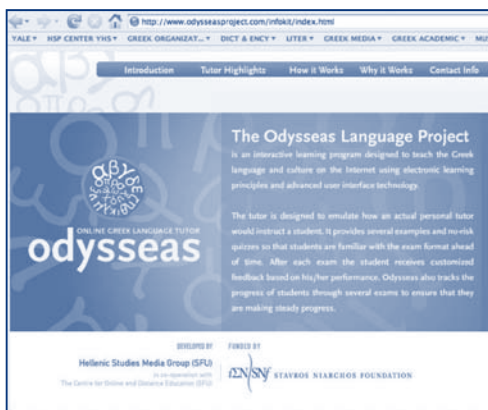 http://www.odysseasproject.com/infokit/index.html
YALE HSP CENTER YHS GREEK ORGANIZAT... DICT & ENCY LITER GREEK MEDIA GREEK ACADEMIC MU
Introduction Tutor Highlights How it Works Why it Works Contact Info
The Odysseas Language Project
is an interactive learning program designed to teach the Greek
language and culture on the Internet using electronic learning
principles and advanced user interface technology.
The tutor is designed to emulate how an actual personal tutor
would instruct a student. It provides several examples and no-risk
quizzes so that students are familiar with the exam format ahead
of time. After each exam the student receives customized
feedback based on his/her performance. Odysseas also tracks the
progress of students through several exams to ensure that they
are making steady progress.
ONLINE GREEK LANGUAGE TUTOR
odysseas
DEVELOPED BY
Hellenic Studies Media Group (SFU)
in co-operation with
The Centre for Online and Distance Education (SFU)
FUNDED BY
ΙΣΝ/SNF STAVROS NIARCHOS FOUNDATION